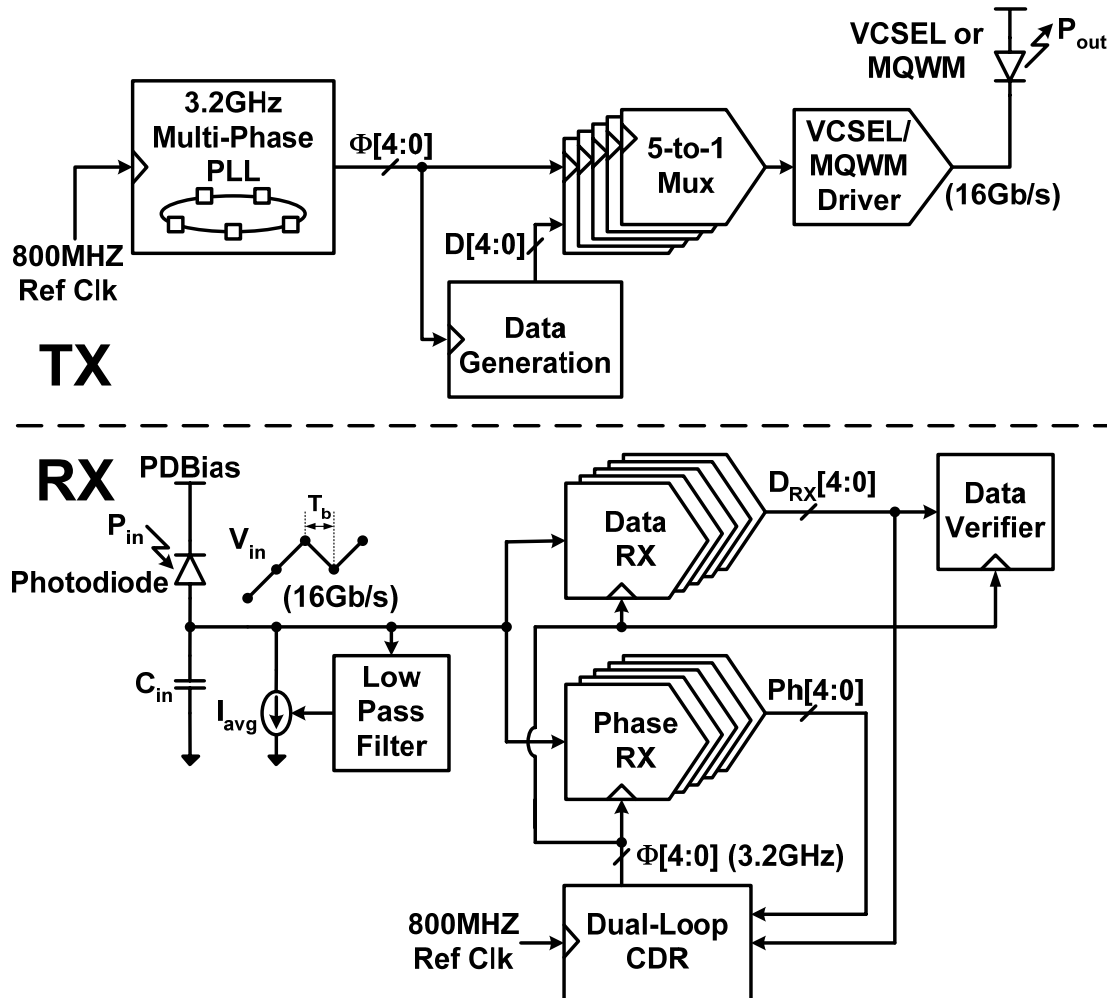 VCSEL or
MQWM
P_out
3.2GHz
Multi-Phase
PLL
Φ[4:0]
5-to-1
Mux
VCSEL/
MQWM
Driver
(16Gb/s)
800MHZ
Ref Clk
D[4:0]
Data
Generation
TX
RX
PDBias
P_in
Photodiode
V_in
T_b
(16Gb/s)
C_in
I_avg
Low
Pass
Filter
Data
RX
D_RX[4:0]
Data
Verifier
Phase
RX
Ph[4:0]
Φ[4:0] (3.2GHz)
800MHZ
Ref Clk
Dual-Loop
CDR